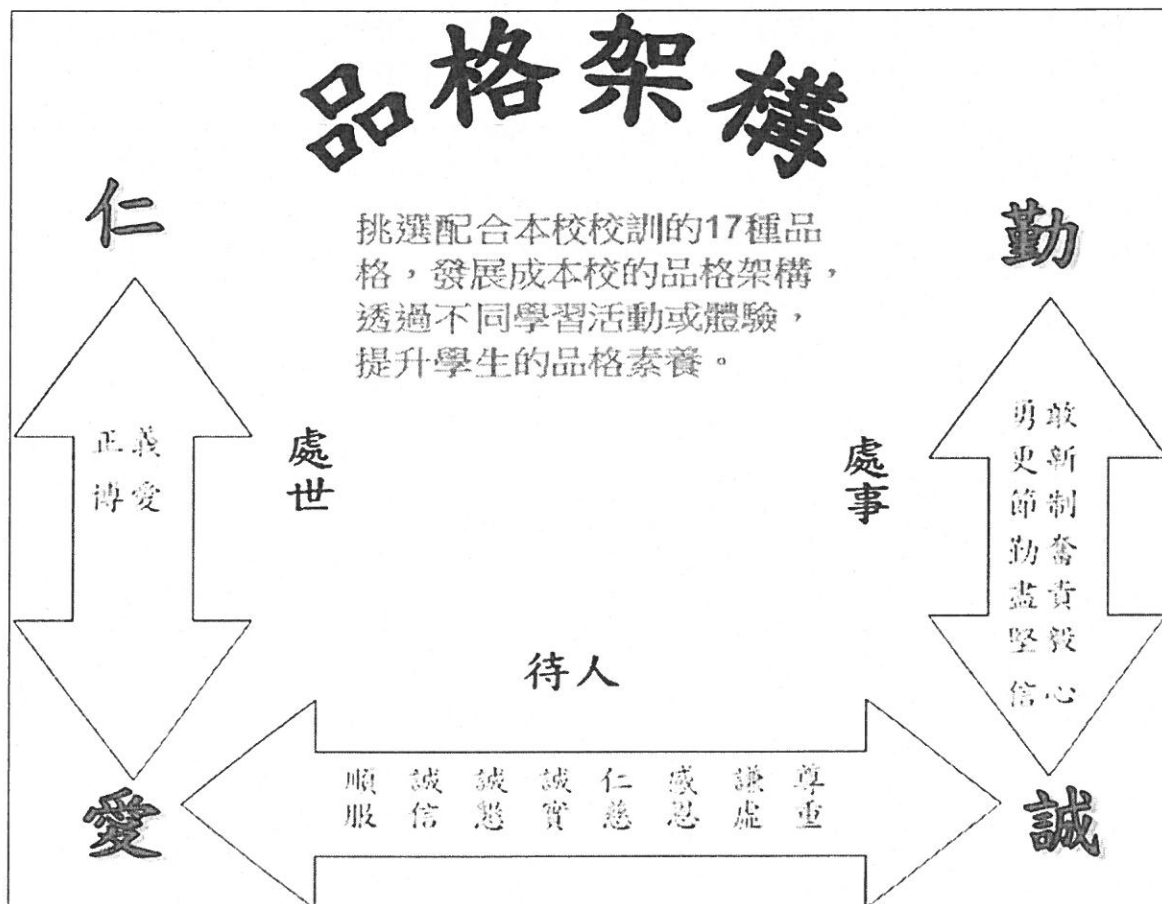 品格架構
仁
勤
挑選配合本校校訓的17種品
格，發展成本校的品格架構，
透過不同學習活動或體驗，
提升學生的品格素養。
正義
博愛
處世
處事
勇敢
更新
節制
勤奮
盡責
堅毅
信心
待人
順服
誠信
誠懇
誠實
仁慈
感恩
謙虛
尊重
愛
誠